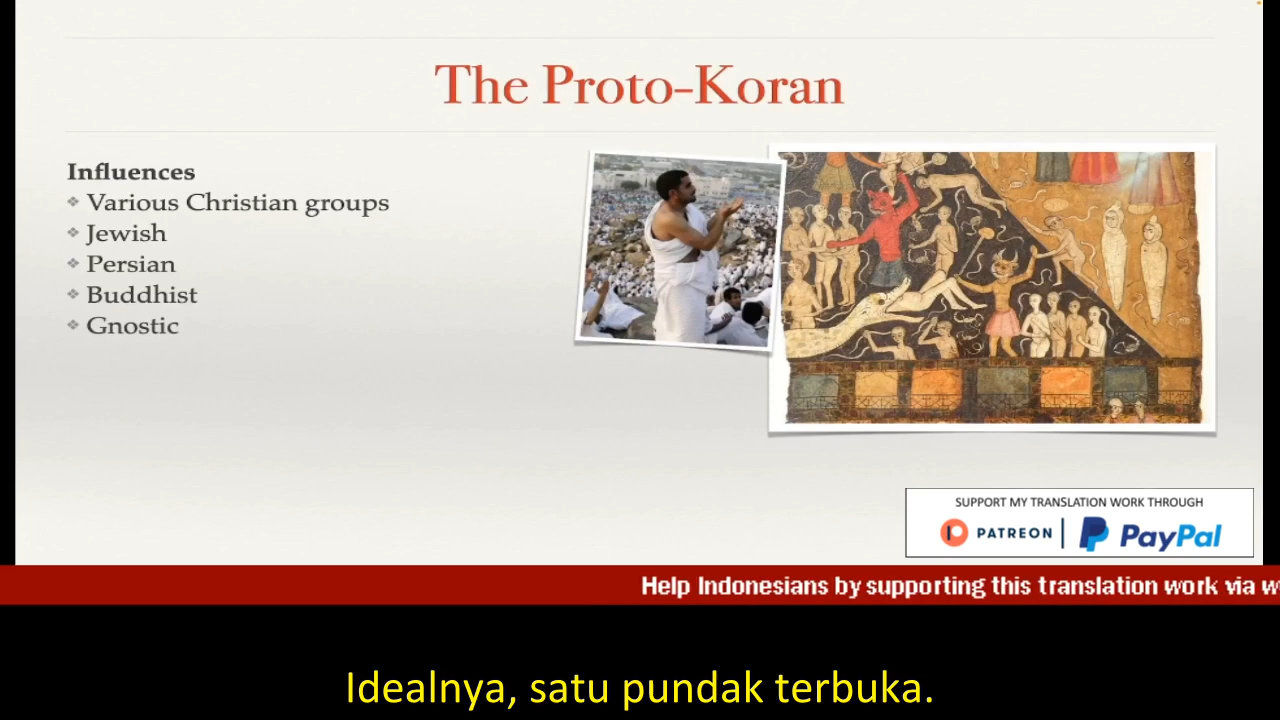 The Proto-Koran
Influences
Various Christian groups
Jewish
Persian
Buddhist
Gnostic
SUPPORT MY TRANSLATION WORK THROUGH
PATREON | PayPal
Help Indonesians by supporting this translation work via w
Idealnya, satu pundak terbuka.